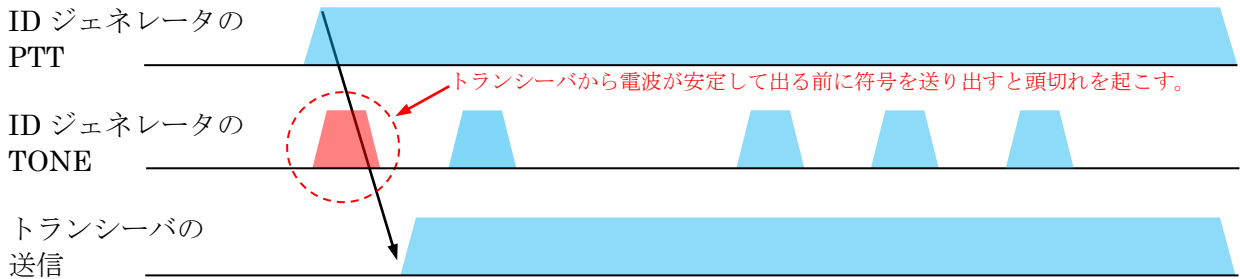 ID ジェネレータの
PTT
トランシーバから電波が安定して出る前に符号を送り出すと頭切れを起こす。
ID ジェネレータの
TONE
トランシーバの
送信